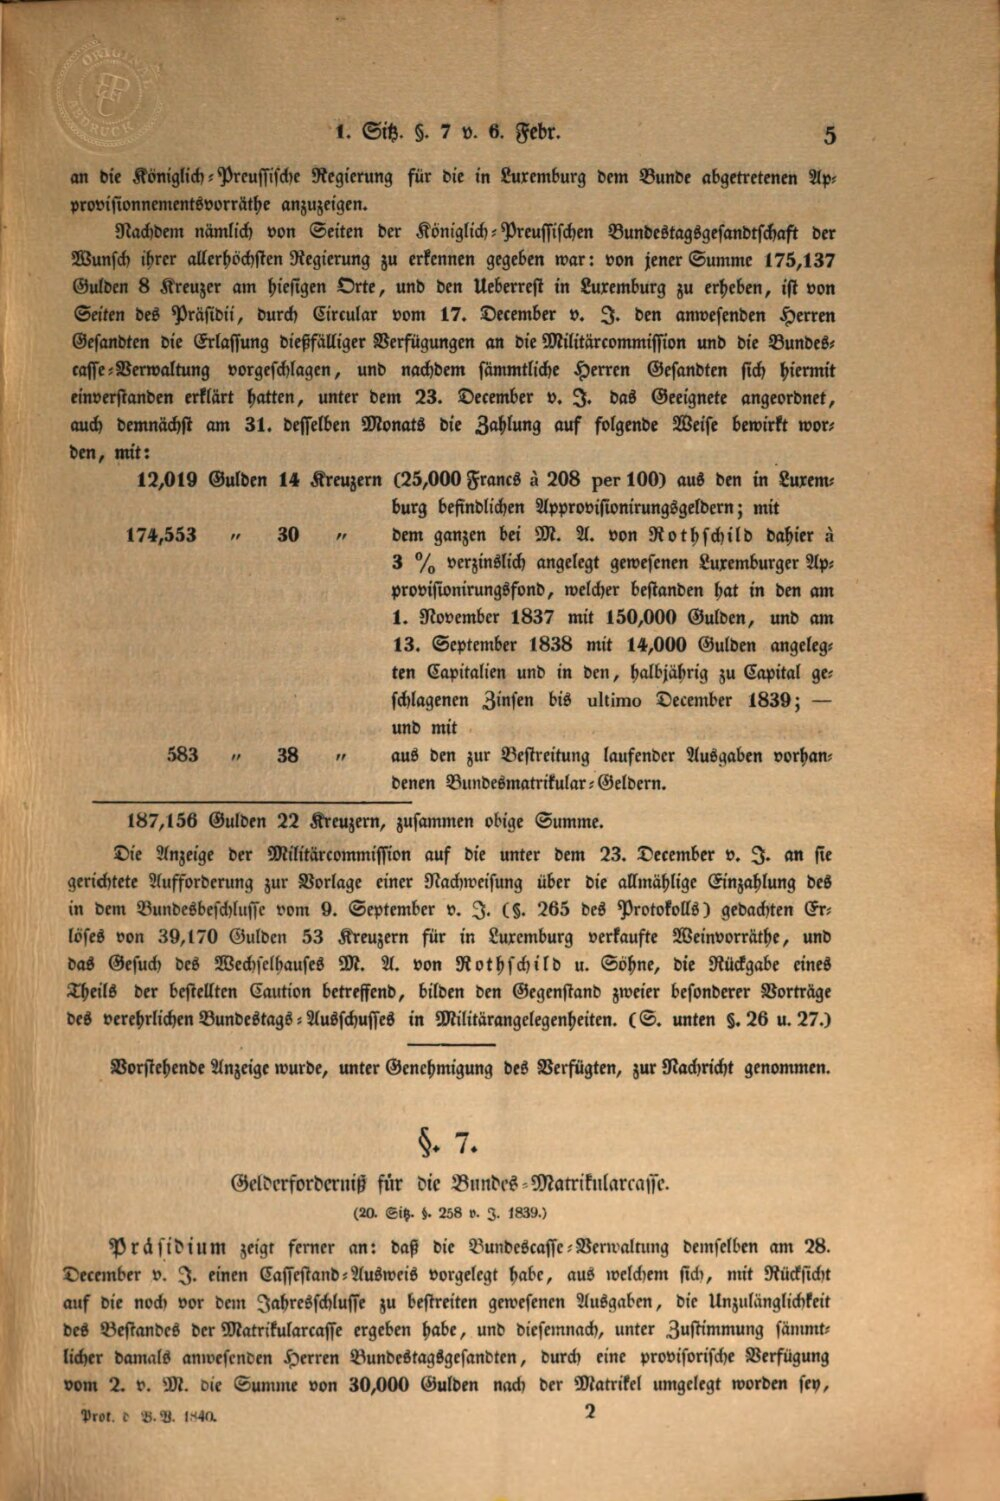 ORIGINAL
ABDRUCK
1. Sitz. §. 7 v. 6. Febr.
5
an die Königlich-Preussische Regierung für die in Luxemburg dem Bunde abgetretenen Ap-
provisionnementsvorräthe anzuzeigen.
Nachdem nämlich von Seiten der Königlich-Preussischen Bundestagsgesandtschaft der
Wunsch ihrer allerhöchsten Regierung zu erkennen gegeben war: von jener Summe 175,137
Gulden 8 Kreuzer am hiesigen Orte, und den Ueberrest in Luxemburg zu erheben, ist von
Seiten des Präsidii, durch Circular vom 17. December v. J. den anwesenden Herren
Gesandten die Erlassung dießfälliger Verfügungen an die Militärcommission und die Bundes-
casse-Verwaltung vorgeschlagen, und nachdem sämmtliche Herren Gesandten sich hiermit
einverstanden erklärt hatten, unter dem 23. December v. J. das Geeignete angeordnet,
auch demnächst am 31. desselben Monats die Zahlung auf folgende Weise bewirkt wor-
den, mit:
12,019 Gulden 14 Kreuzern (25,000 Francs à 208 per 100) aus den in Luxem-
burg befindlichen Approvisionirungsgeldern; mit
174,553 „ 30 „ dem ganzen bei M. A. von Rothschild dahier à
3 % verzinslich angelegt gewesenen Luxemburger Ap-
provisionirungsfond, welcher bestanden hat in den am
1. November 1837 mit 150,000 Gulden, und am
13. September 1838 mit 14,000 Gulden angeleg-
ten Capitalien und in den, halbjährig zu Capital ge-
schlagenen Zinsen bis ultimo December 1839; —
und mit
583 „ 38 „ aus den zur Bestreitung laufender Ausgaben vorhan-
denen Bundesmatrikular-Geldern.
187,156 Gulden 22 Kreuzern, zusammen obige Summe.
Die Anzeige der Militärcommission auf die unter dem 23. December v. J. an sie
gerichtete Aufforderung zur Vorlage einer Nachweisung über die allmählige Einzahlung des
in dem Bundesbeschlusse vom 9. September v. J. (§. 265 des Protokolls) gedachten Er-
löses von 39,170 Gulden 53 Kreuzern für in Luxemburg verkaufte Weinvorräthe, und
das Gesuch des Wechselhauses M. A. von Rothschild u. Söhne, die Rückgabe eines
Theils der bestellten Caution betreffend, bilden den Gegenstand zweier besonderer Vorträge
des verehrlichen Bundestags-Ausschusses in Militärangelegenheiten. (S. unten §. 26 u. 27.)
Vorstehende Anzeige wurde, unter Genehmigung des Verfügten, zur Nachricht genommen.
§. 7.
Gelderforderniß für die Bundes-Matrikularcasse.
(20. Sitz. §. 258 v. J. 1839.)
Präsidium zeigt ferner an: daß die Bundescasse-Verwaltung demselben am 28.
December v. J. einen Cassestand-Ausweis vorgelegt habe, aus welchem sich, mit Rücksicht
auf die noch vor dem Jahresschlusse zu bestreiten gewesenen Ausgaben, die Unzulänglichkeit
des Bestandes der Matrikularcasse ergeben habe, und diesemnach, unter Zustimmung sämmt-
licher damals anwesenden Herren Bundestagsgesandten, durch eine provisorische Verfügung
vom 2. v. M. die Summe von 30,000 Gulden nach der Matrikel umgelegt worden sey,
Prot. d B. V. 1840.
2